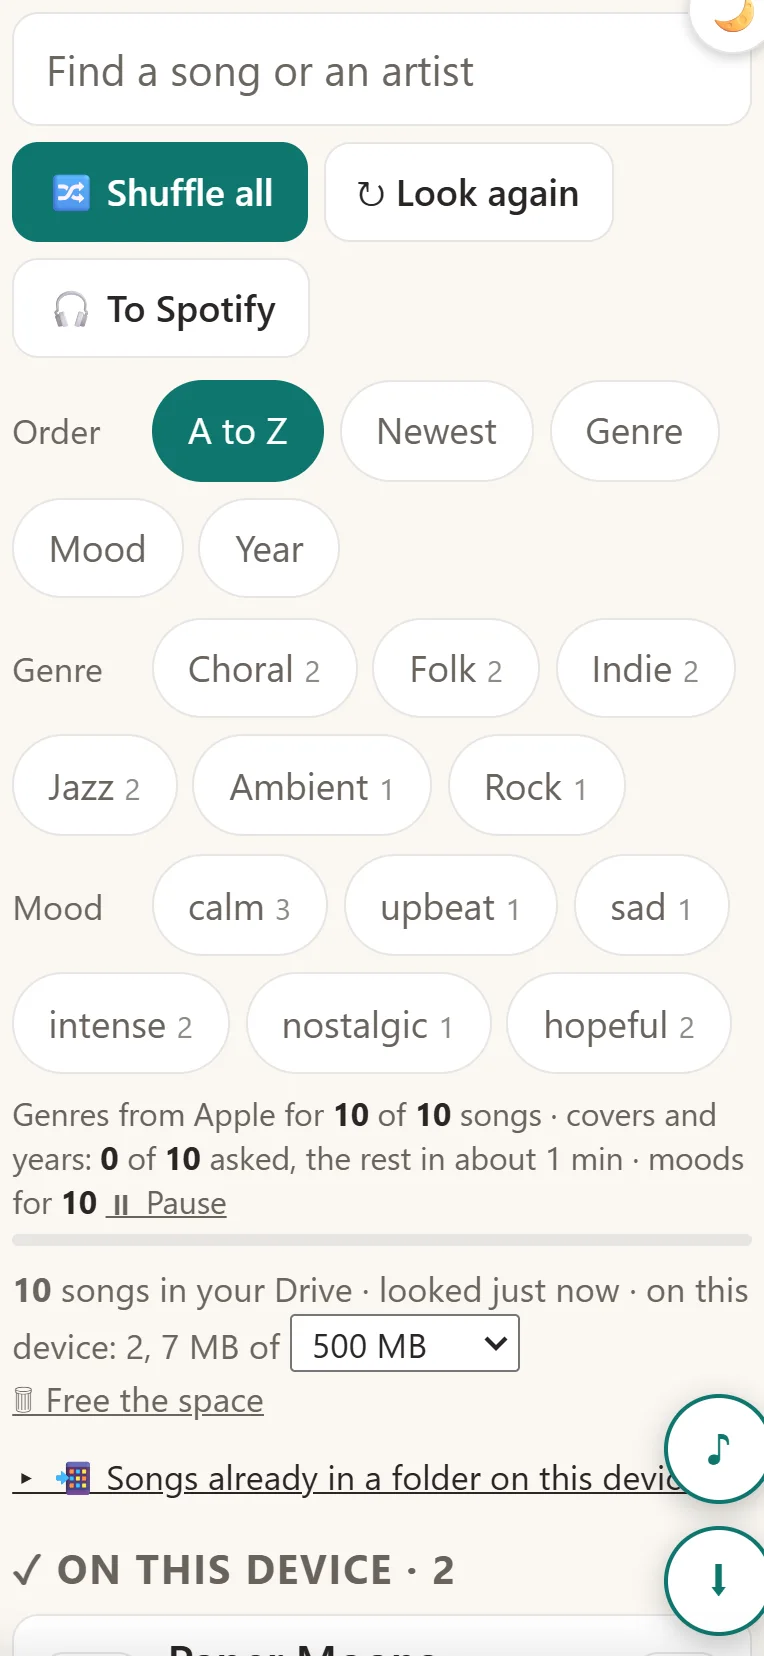 Find a song or an artist
🔀 Shuffle all
↻ Look again
🎧 To Spotify
Order
A to Z
Newest
Genre
Mood
Year
Genre
Choral 2
Folk 2
Indie 2
Jazz 2
Ambient 1
Rock 1
Mood
calm 3
upbeat 1
sad 1
intense 2
nostalgic 1
hopeful 2
Genres from Apple for 10 of 10 songs · covers and
years: 0 of 10 asked, the rest in about 1 min · moods
for 10 ⏸ Pause
10 songs in your Drive · looked just now · on this
device: 2, 7 MB of 500 MB
🗑 Free the space
▸ 📲 Songs already in a folder on this
✓ ON THIS DEVICE · 2